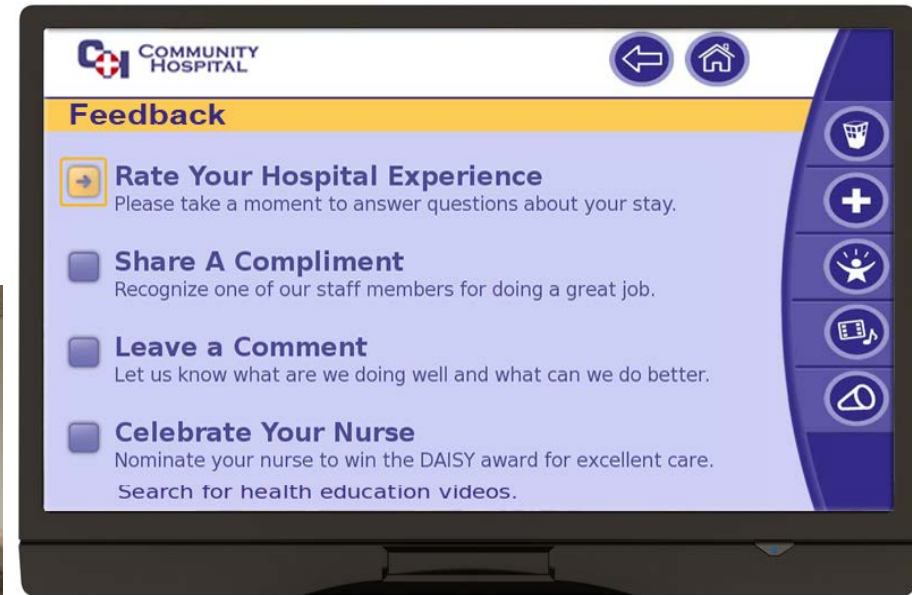 CHI COMMUNITY
HOSPITAL
Feedback
Rate Your Hospital Experience
Please take a moment to answer questions about your stay.
Share A Compliment
Recognize one of our staff members for doing a great job.
Leave a Comment
Let us know what are we doing well and what can we do better.
Celebrate Your Nurse
Nominate your nurse to win the DAISY award for excellent care.
Search for health education videos.